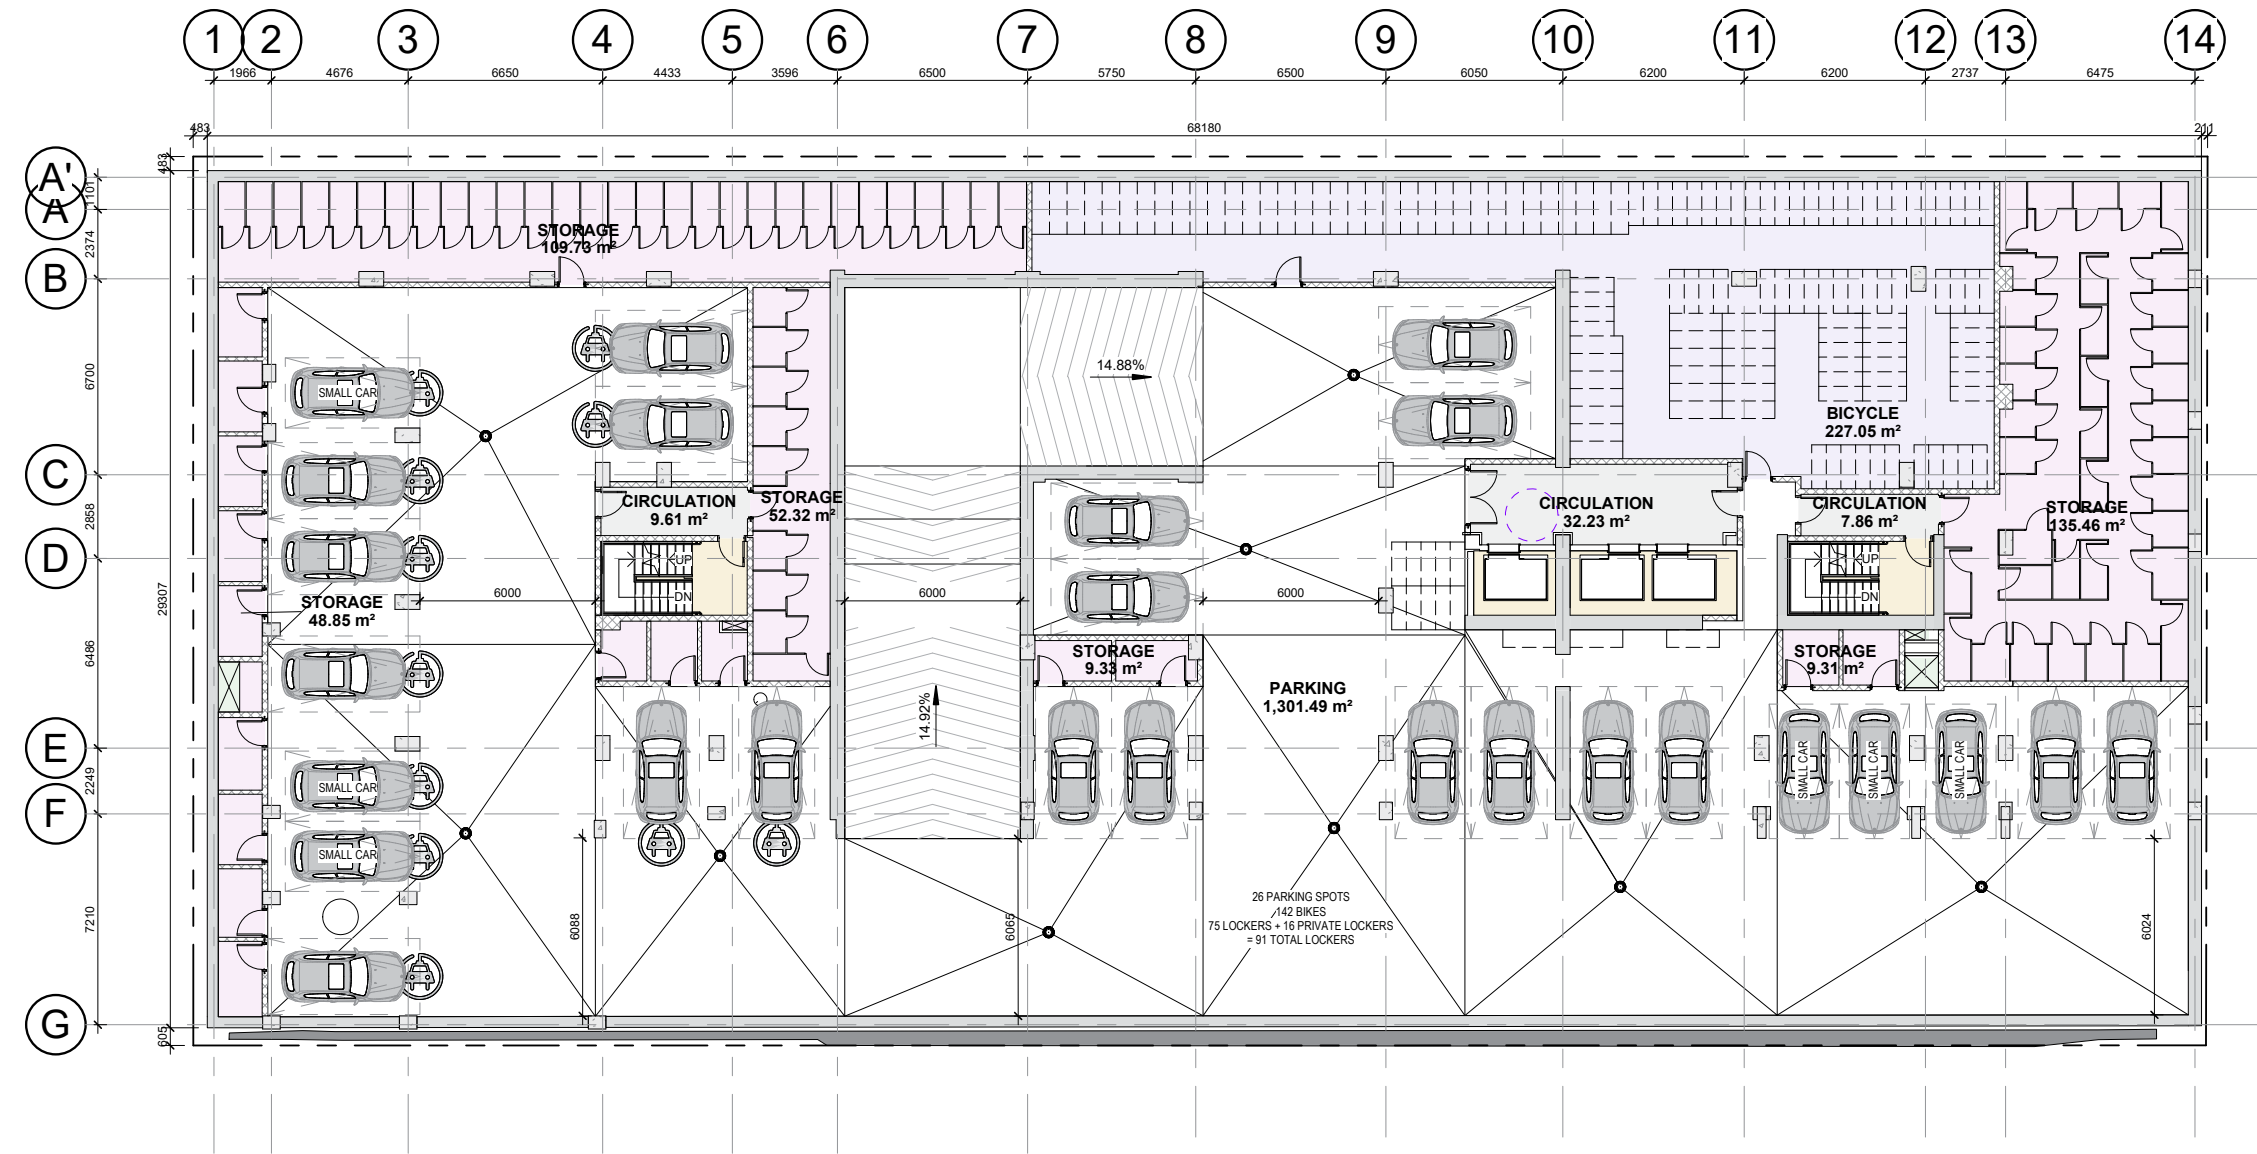 1 2 3 4 5 6 7 8 9 10 11 12 13 14
1966 4676 6650 4433 3596 6500 5750 6500 6050 6200 6200 2737 6475
483 68180 211
483
A'
1101
A
2374
B
6700
C
2858
D
29307
6486
E
2249
F
7210
G
605
STORAGE
109.73 m²
14.88%
SMALL CAR
BICYCLE
227.05 m²
CIRCULATION
9.61 m²
STORAGE
52.32 m²
CIRCULATION
32.23 m²
CIRCULATION
7.86 m²
STORAGE
135.46 m²
UP
DN
UP
DN
STORAGE
48.85 m²
6000
6000
6000
STORAGE
9.33 m²
STORAGE
9.31 m²
PARKING
1,301.49 m²
14.92%
SMALL CAR
SMALL CAR
SMALL CAR
SMALL CAR
SMALL CAR
26 PARKING SPOTS
142 BIKES
75 LOCKERS + 16 PRIVATE LOCKERS
= 91 TOTAL LOCKERS
6088
6065
6024